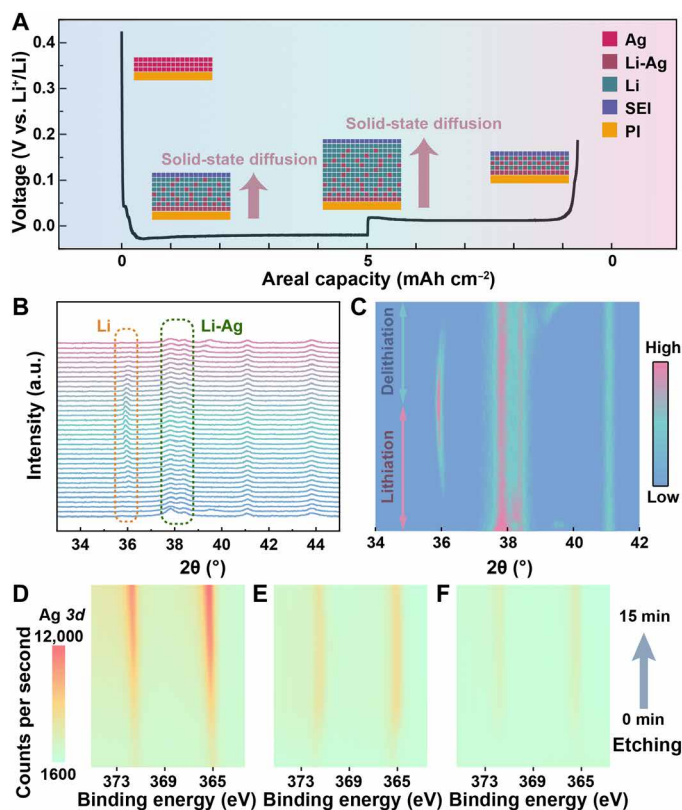 A
Voltage (V vs. Li⁺/Li)
0.4
0.3
0.2
0.1
0.0
Ag
Li-Ag
Li
SEI
PI
Solid-state diffusion
Solid-state diffusion
0
5
0
Areal capacity (mAh cm⁻²)
B
Li
Li-Ag
Intensity (a.u.)
34 36 38 40 42 44
2θ (°)
C
Delithiation
Lithiation
34 36 38 40 42
2θ (°)
High
Low
D
Ag 3d
12,000
Counts per second
1600
373 369 365
Binding energy (eV)
E
373 369 365
Binding energy (eV)
F
373 369 365
Binding energy (eV)
15 min
0 min
Etching